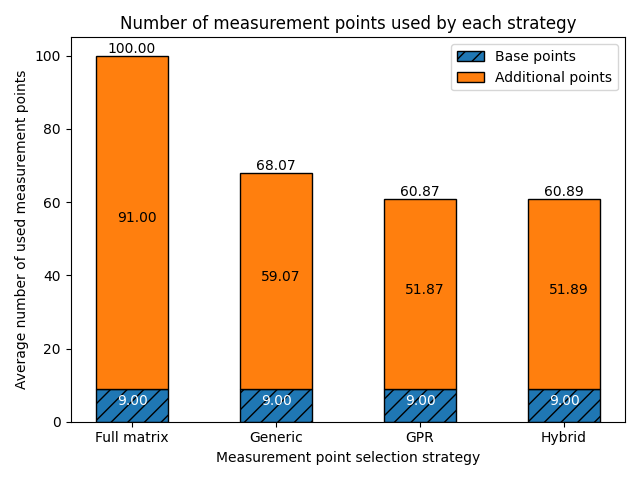 Number of measurement points used by each strategy
Average number of used measurement points
100
80
60
40
20
0
Base points
Additional points
100.00
91.00
9.00
68.07
59.07
9.00
60.87
51.87
9.00
60.89
51.89
9.00
Full matrix
Generic
GPR
Hybrid
Measurement point selection strategy